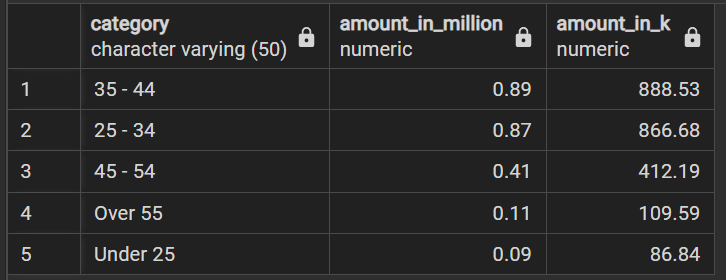 category amount_in_million amount_in_k
character varying (50) numeric numeric
1 35 - 44 0.89 888.53
2 25 - 34 0.87 866.68
3 45 - 54 0.41 412.19
4 Over 55 0.11 109.59
5 Under 25 0.09 86.84